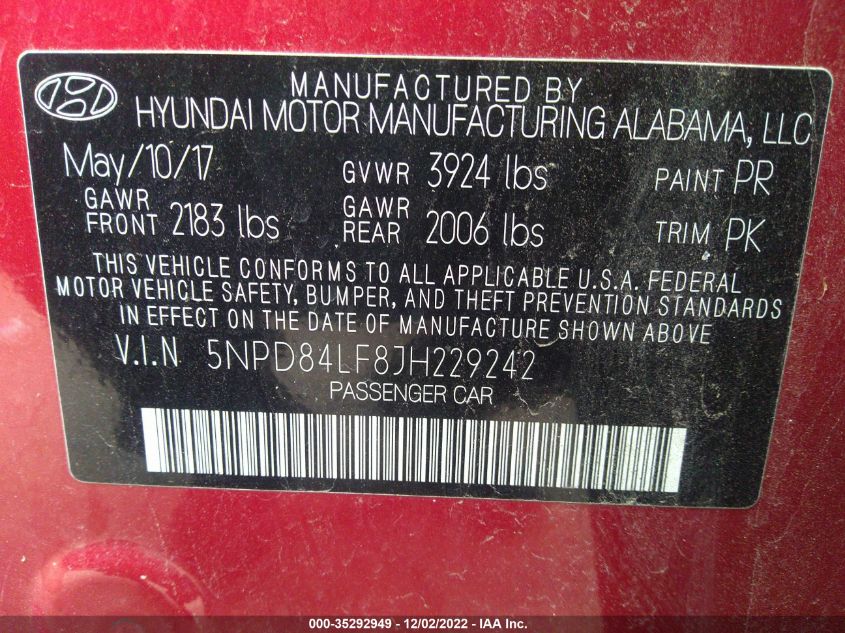 MANUFACTURED BY
HYUNDAI MOTOR MANUFACTURING ALABAMA, LLC
May/10/17 GVWR 3924 lbs PAINT PR
GAWR FRONT 2183 lbs GAWR REAR 2006 lbs TRIM PK
THIS VEHICLE CONFORMS TO ALL APPLICABLE U.S.A. FEDERAL
MOTOR VEHICLE SAFETY, BUMPER, AND THEFT PREVENTION STANDARDS
IN EFFECT ON THE DATE OF MANUFACTURE SHOWN ABOVE
V.I.N 5NPD84LF8JH229242
PASSENGER CAR
000-35292949 - 12/02/2022 - IAA Inc.